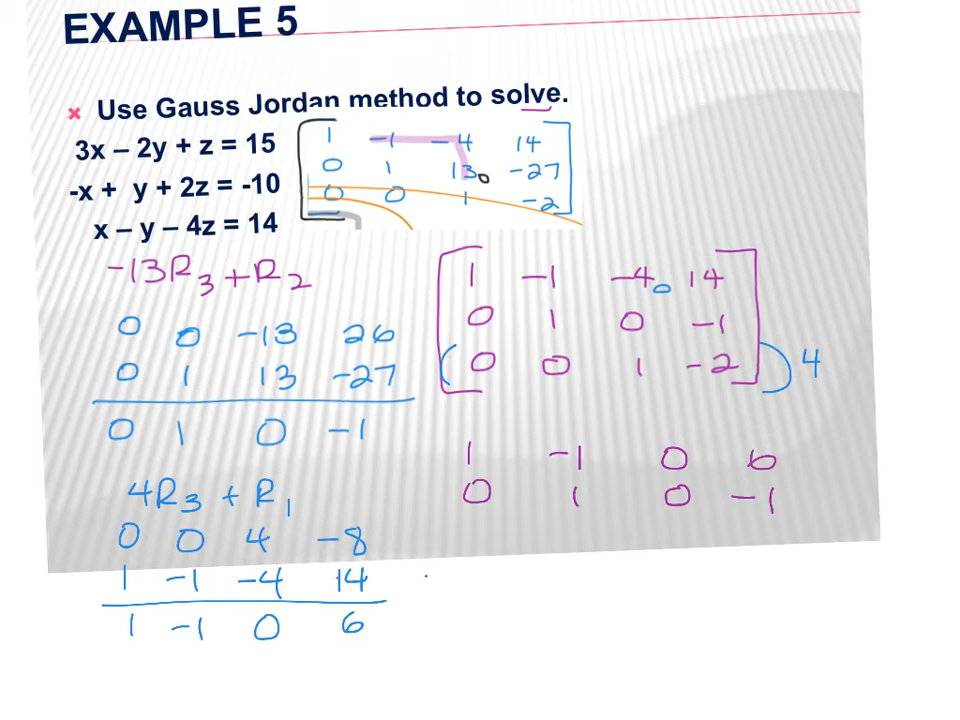 EXAMPLE 5
Use Gauss Jordan method to solve.
3x – 2y + z = 15
-x + y + 2z = -10
x – y – 4z = 14
1 -1 -4 14
0 1 13 -27
0 0 1 -2
-13R3 + R2
0 0 -13 26
0 1 13 -27
0 1 0 -1
4R3 + R1
0 0 4 -8
1 -1 -4 14
1 -1 0 6
1 -1 -4 0 14
0 1 0 -1
0 0 1 -2 4
1 -1 0 6
0 1 0 -1